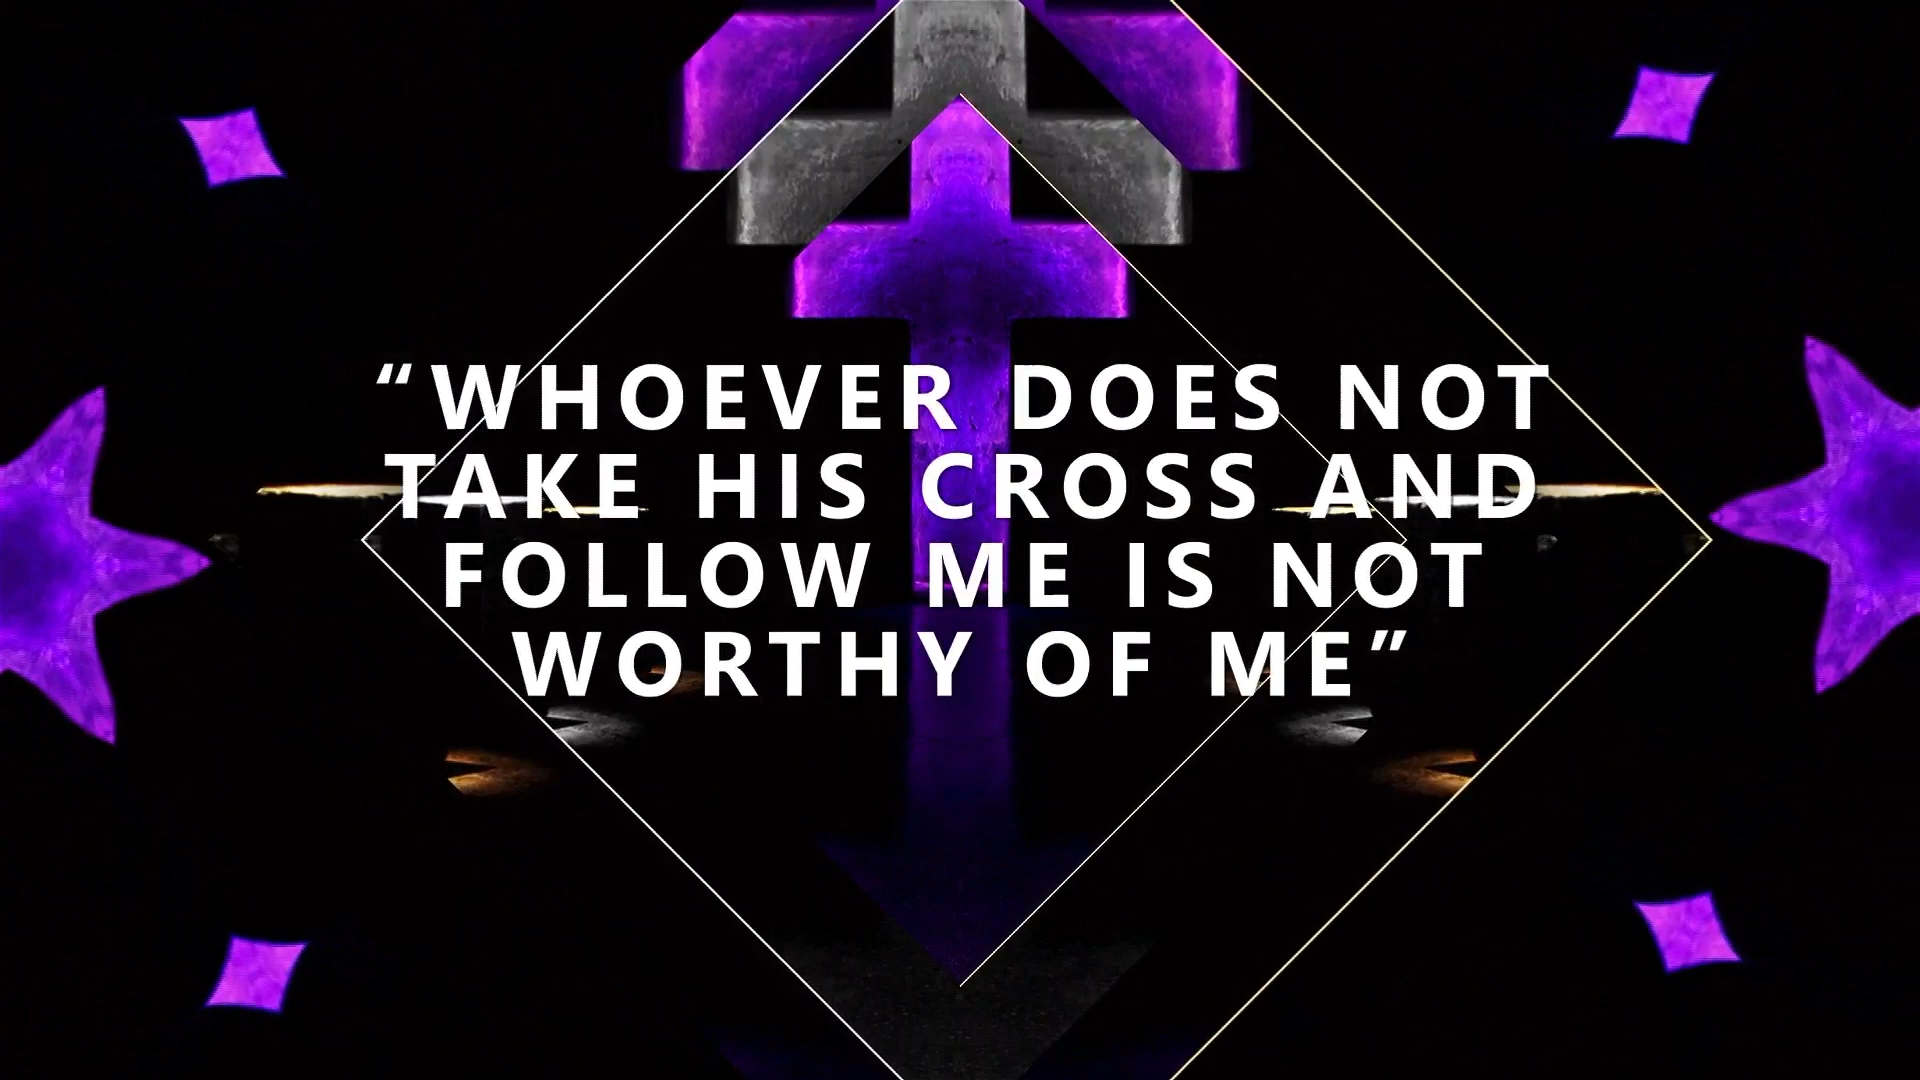 “WHOEVER DOES NOT
TAKE HIS CROSS AND
FOLLOW ME IS NOT
WORTHY OF ME”